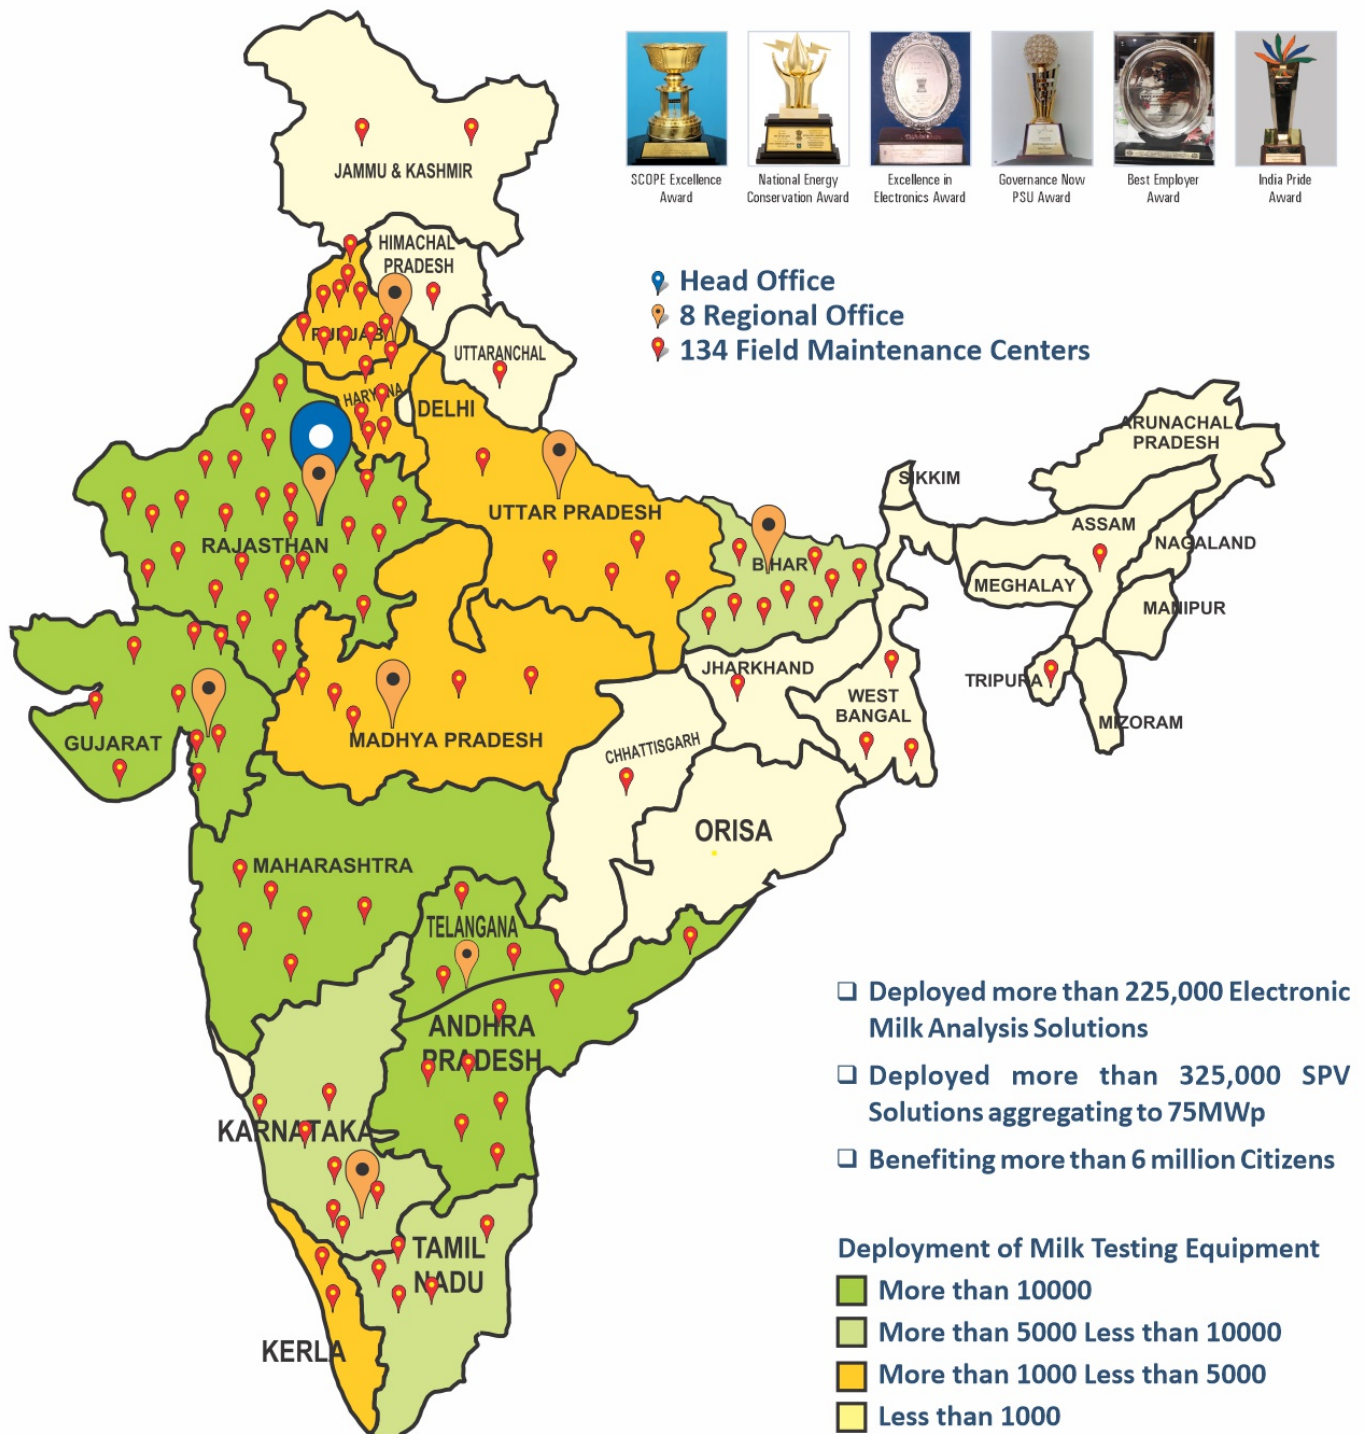 SCOPE Excellence
Award
National Energy
Conservation Award
Excellence in
Electronics Award
Governance Now
PSU Award
Best Employer
Award
India Pride
Award
JAMMU & KASHMIR
HIMACHAL
PRADESH
Head Office
8 Regional Office
134 Field Maintenance Centers
PUNJAB
UTTARANCHAL
HARYANA
DELHI
ARUNACHAL
PRADESH
SIKKIM
UTTAR PRADESH
ASSAM
RAJASTHAN
NAGALAND
BIHAR
MEGHALAY
MANIPUR
JHARKHAND
TRIPURA
WEST
BANGAL
MIZORAM
GUJARAT
MADHYA PRADESH
CHHATTISGARH
ORISA
MAHARASHTRA
TELANGANA
ANDHRA
PRADESH
KARNATAKA
TAMIL
NADU
KERLA
Deployed more than 225,000 Electronic
Milk Analysis Solutions
Deployed more than 325,000 SPV
Solutions aggregating to 75MWp
Benefiting more than 6 million Citizens
Deployment of Milk Testing Equipment
More than 10000
More than 5000 Less than 10000
More than 1000 Less than 5000
Less than 1000